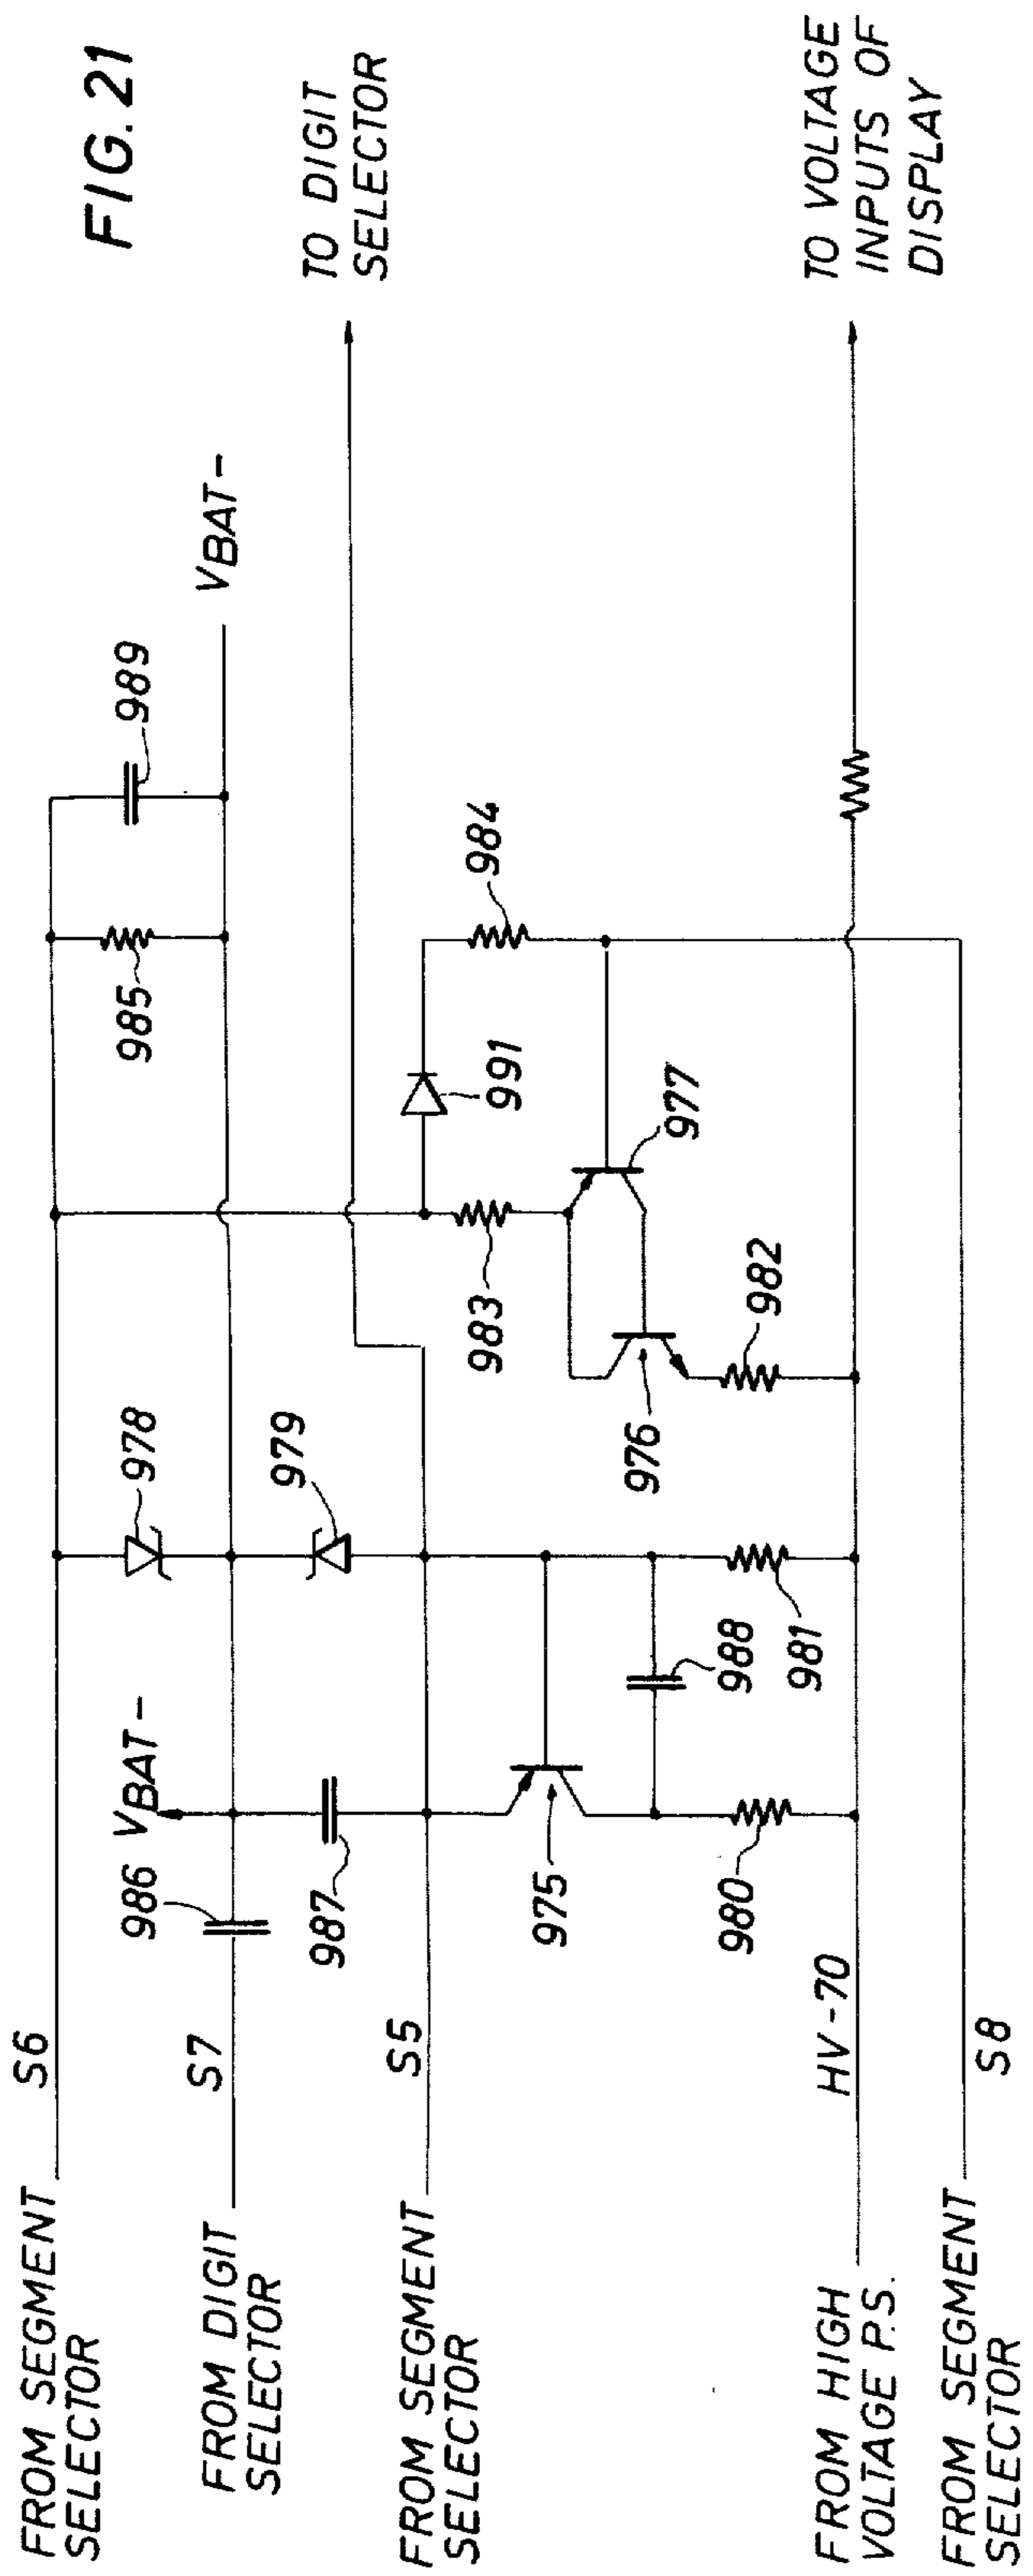 FIG. 21
FROM SEGMENT
SELECTOR
S6
FROM DIGIT
SELECTOR
S7
986
VBAT-
987
978
979
985
989
VBAT-
TO DIGIT
SELECTOR
FROM SEGMENT
SELECTOR
S5
975
980
988
981
976
982
983
991
977
984
FROM HIGH
VOLTAGE P.S.
HV-70
TO VOLTAGE
INPUTS OF
DISPLAY
FROM SEGMENT
SELECTOR
S8